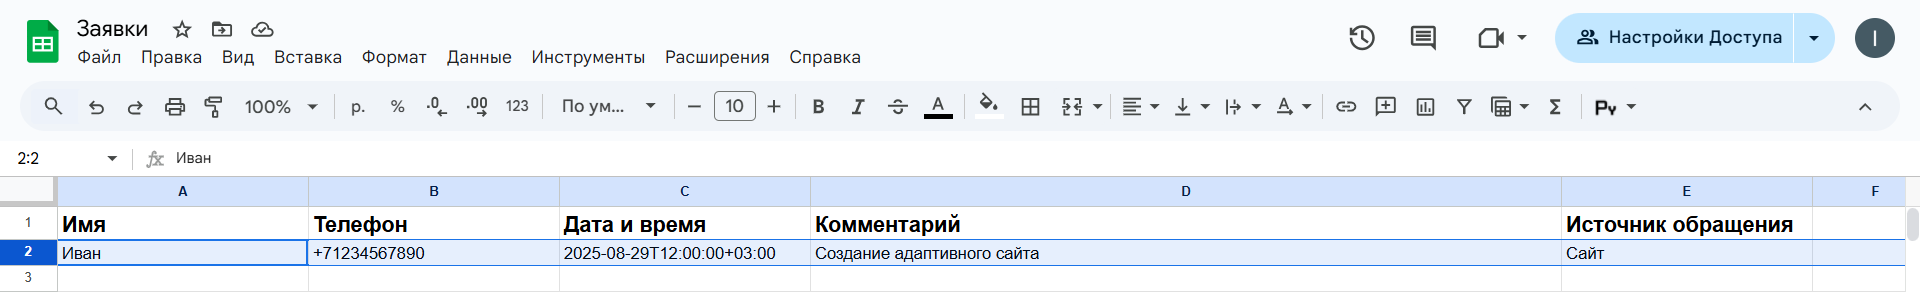 Заявки
Файл Правка Вид Вставка Формат Данные Инструменты Расширения Справка
Настройки Доступа I
100% р. % .0 .00 123 По ум... − 10 + B I A Σ Py
2:2 fx Иван
A B C D E F
1 Имя Телефон Дата и время Комментарий Источник обращения
2 Иван +71234567890 2025-08-29T12:00:00+03:00 Создание адаптивного сайта Сайт
3